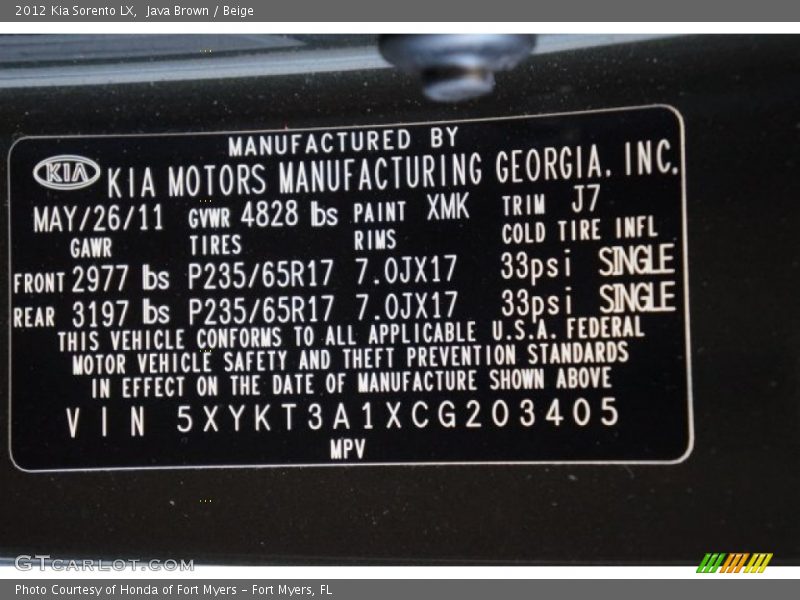 2012 Kia Sorento LX,  Java Brown / Beige
MANUFACTURED BY
KIA KIA MOTORS MANUFACTURING GEORGIA, INC.
MAY/26/11 GVWR 4828 lbs PAINT XMK TRIM J7
GAWR TIRES RIMS COLD TIRE INFL
FRONT 2977 lbs P235/65R17 7.0JX17 33psi SINGLE
REAR 3197 lbs P235/65R17 7.0JX17 33psi SINGLE
THIS VEHICLE CONFORMS TO ALL APPLICABLE U.S.A. FEDERAL
MOTOR VEHICLE SAFETY AND THEFT PREVENTION STANDARDS
IN EFFECT ON THE DATE OF MANUFACTURE SHOWN ABOVE
VIN 5XYKT3A1XCG203405
MPV
GTCARLOT.COM
Photo Courtesy of Honda of Fort Myers - Fort Myers, FL